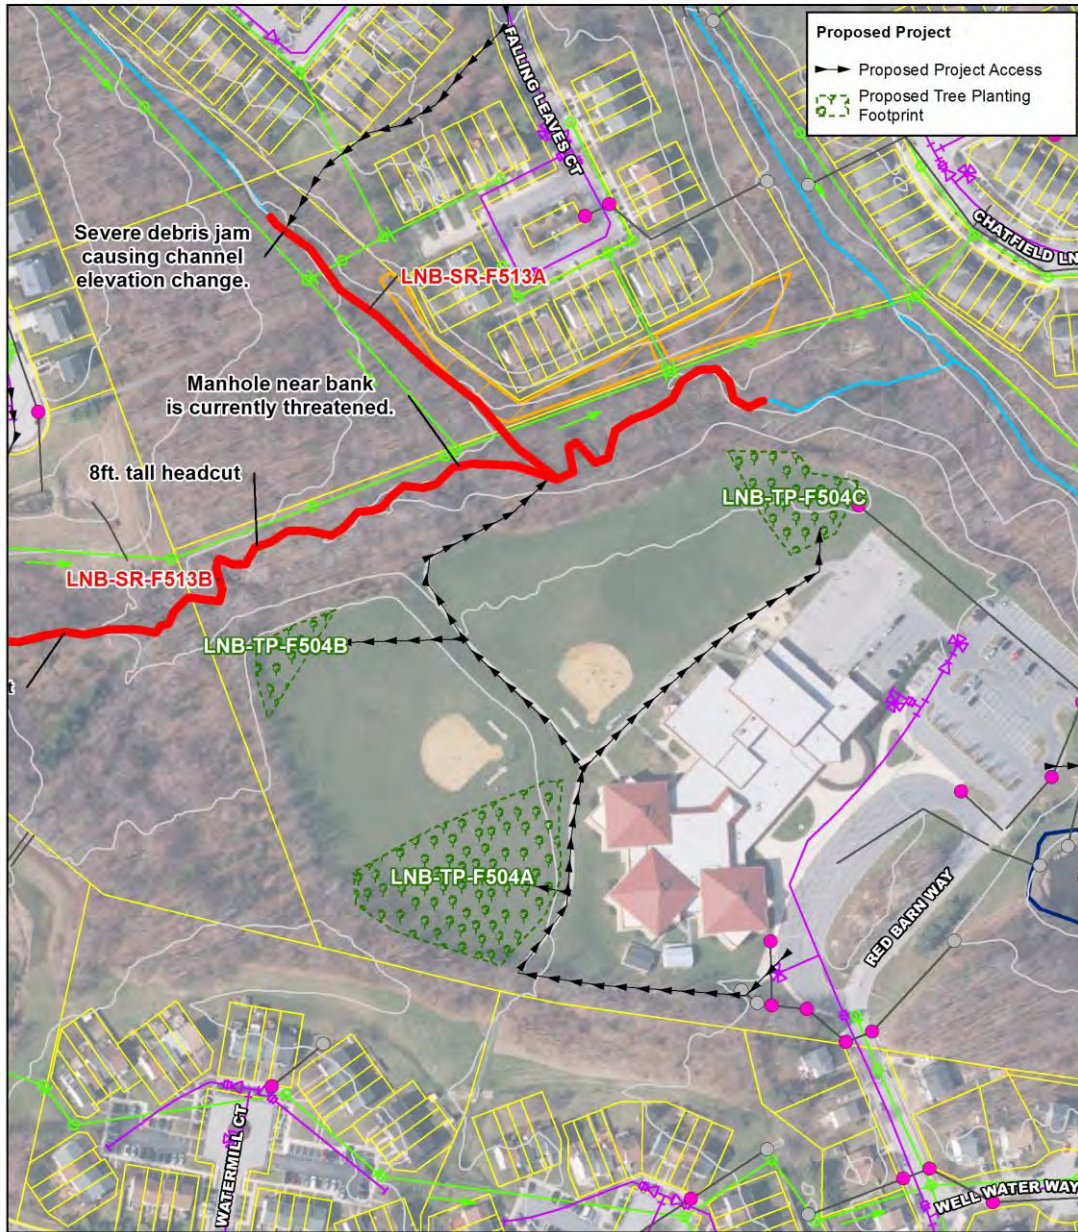 Proposed Project
Proposed Project Access
Proposed Tree Planting
Footprint
FALLING LEAVES CT
CHATFIELD LN
Severe debris jam
causing channel
elevation change.
LNB-SR-F513A
Manhole near bank
is currently threatened.
8ft. tall headcut
LNB-TP-F504C
LNB-SR-F513B
LNB-TP-F504B
t
LNB-TP-F504A
RED BARN WAY
WATERMILL CT
WELL WATER WAY